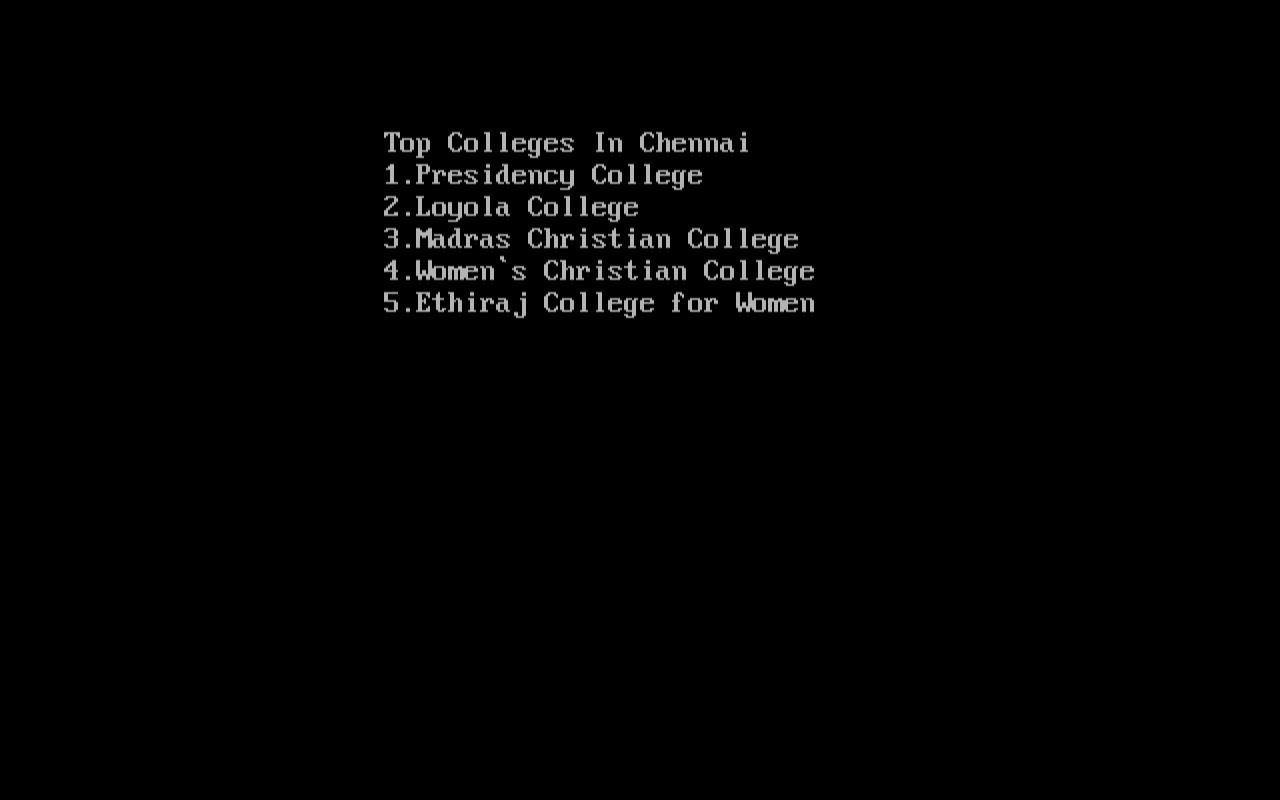 Top Colleges In Chennai
1.Presidency College
2.Loyola College
3.Madras Christian College
4.Women`s Christian College
5.Ethiraj College for Women